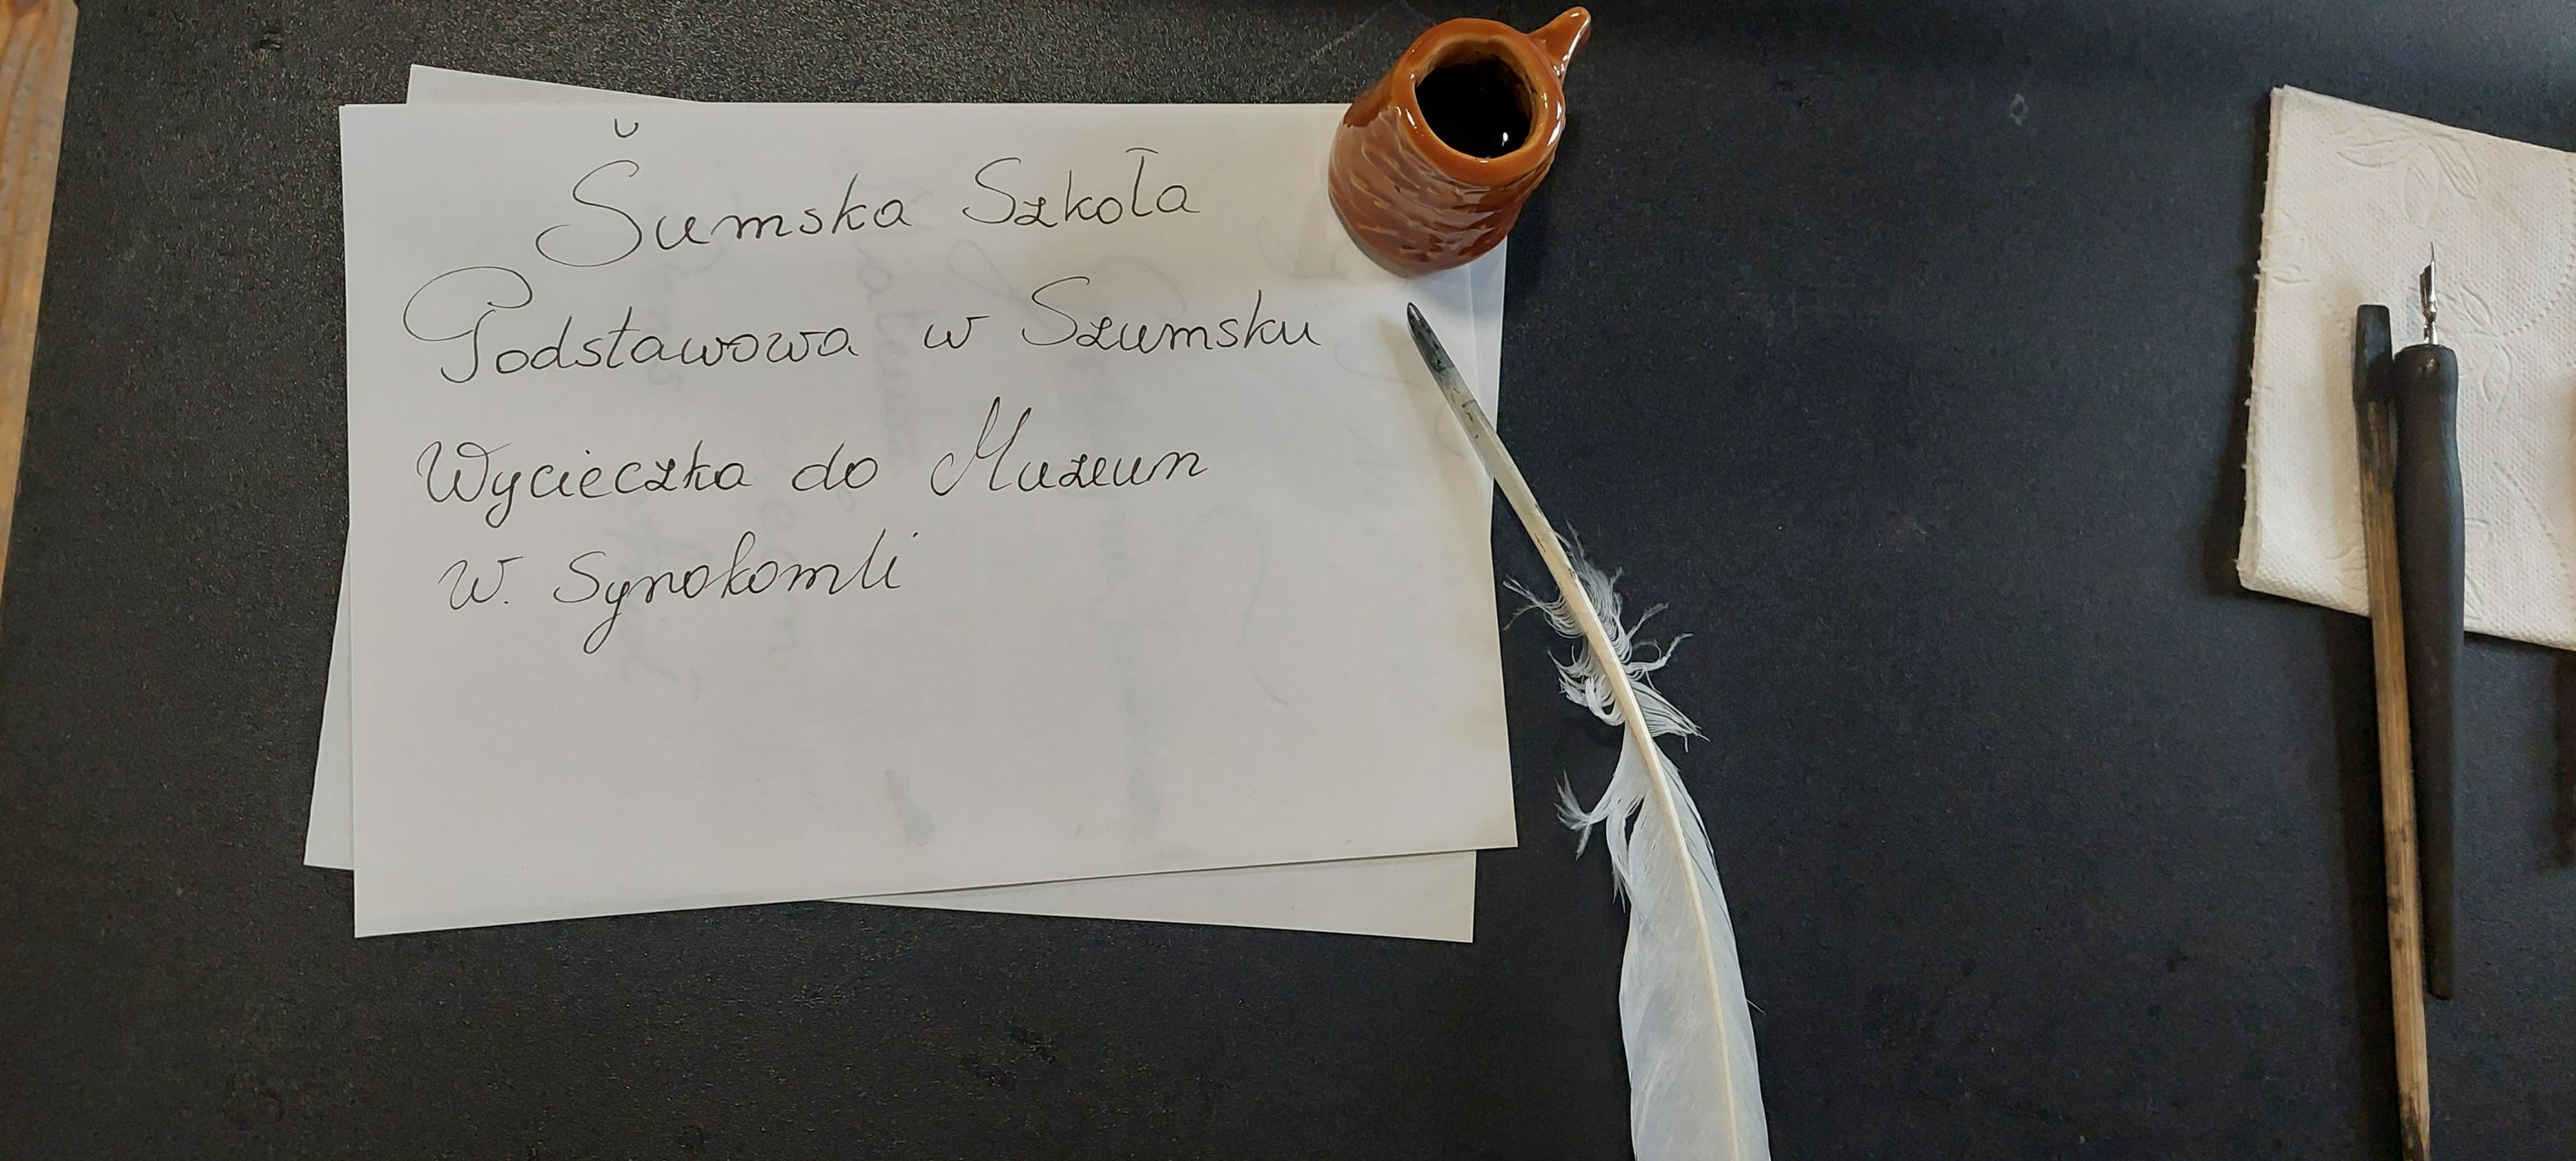 Šumska Szkoła
Podstawowa w Szumsku
Wycieczka do Muzeum
W. Synokomli